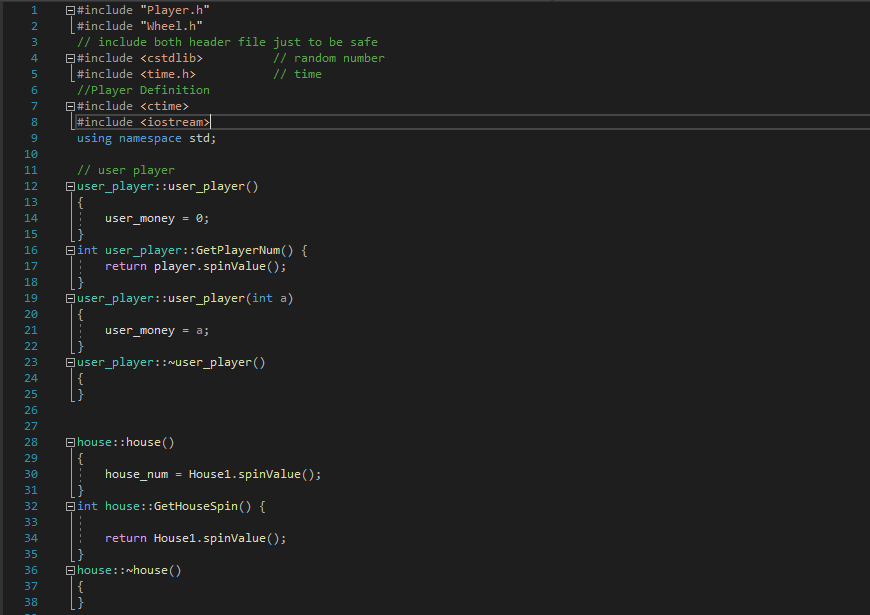 1 #include "Player.h"
2 #include "Wheel.h"
3 // include both header file just to be safe
4 #include <cstdlib> // random number
5 #include <time.h> // time
6 //Player Definition
7 #include <ctime>
8 #include <iostream>
9 using namespace std;
10
11 // user player
12 user_player::user_player()
13 {
14 user_money = 0;
15 }
16 int user_player::GetPlayerNum() {
17 return player.spinValue();
18 }
19 user_player::user_player(int a)
20 {
21 user_money = a;
22 }
23 user_player::~user_player()
24 {
25 }
26
27
28 house::house()
29 {
30 house_num = House1.spinValue();
31 }
32 int house::GetHouseSpin() {
33
34 return House1.spinValue();
35 }
36 house::~house()
37 {
38 }